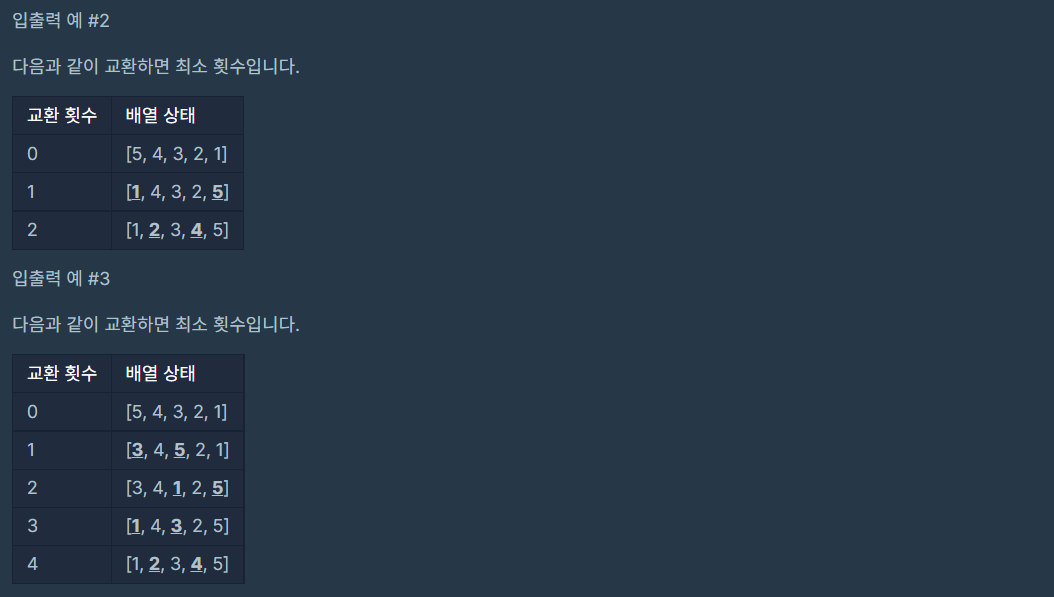 입출력 예 #2
다음과 같이 교환하면 최소 횟수입니다.
교환 횟수 배열 상태
0 [5, 4, 3, 2, 1]
1 [1, 4, 3, 2, 5]
2 [1, 2, 3, 4, 5]
입출력 예 #3
다음과 같이 교환하면 최소 횟수입니다.
교환 횟수 배열 상태
0 [5, 4, 3, 2, 1]
1 [3, 4, 5, 2, 1]
2 [3, 4, 1, 2, 5]
3 [1, 4, 3, 2, 5]
4 [1, 2, 3, 4, 5]